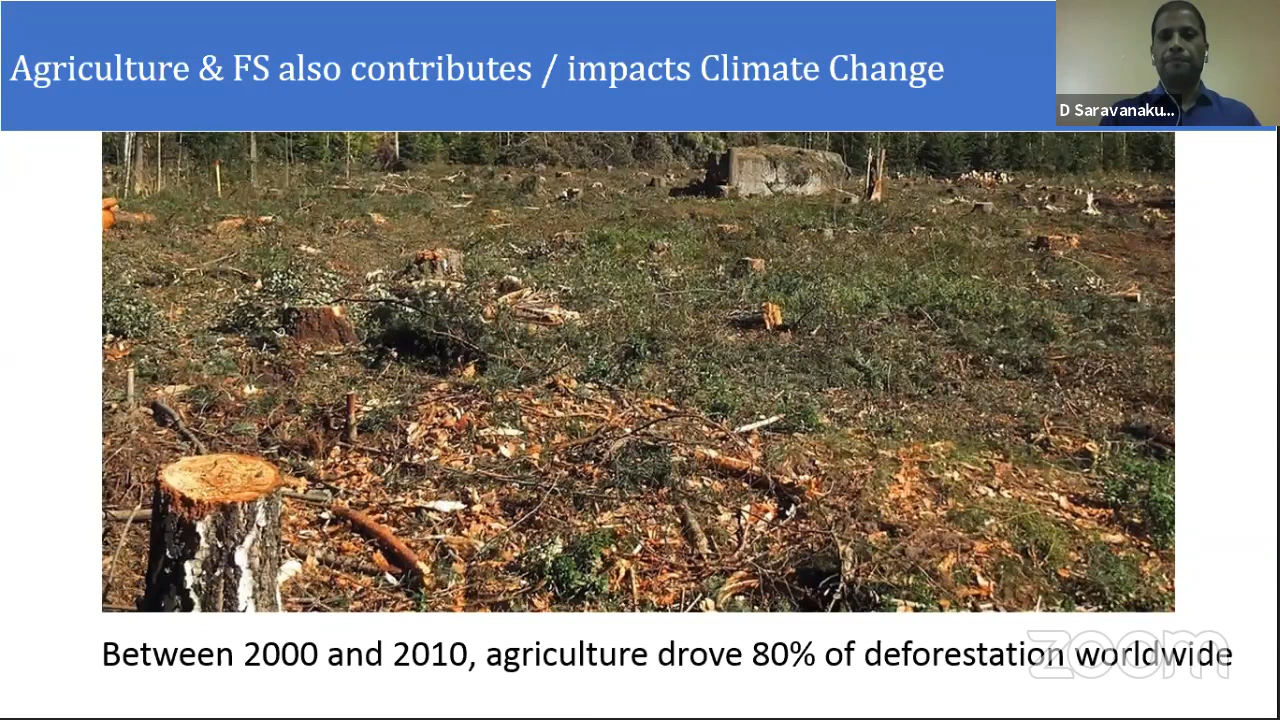 Agriculture & FS also contributes / impacts Climate Change
D Saravanaku...
Between 2000 and 2010, agriculture drove 80% of deforestation worldwide
zoom